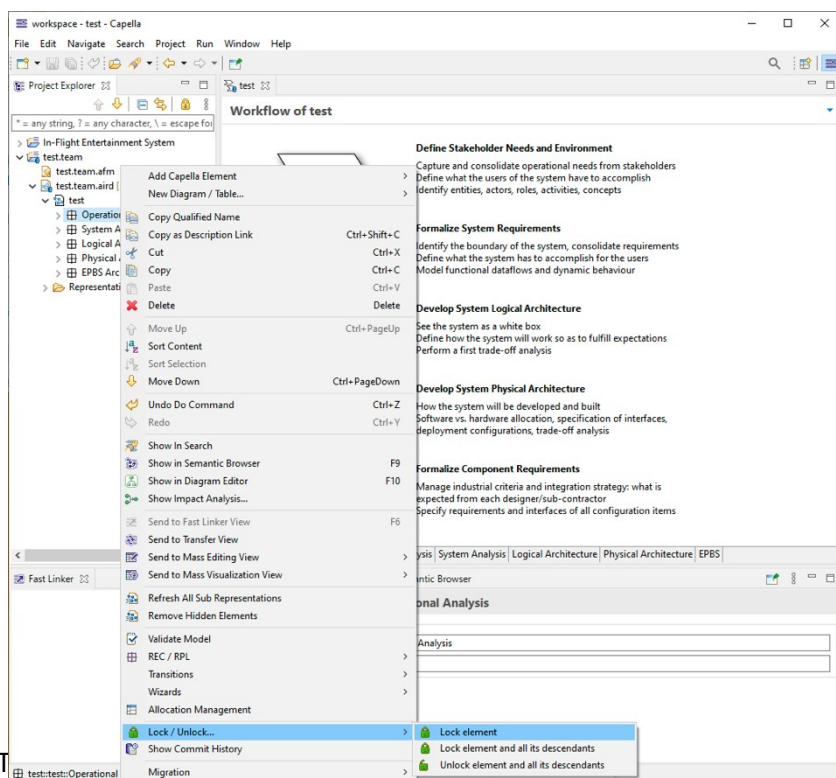 workspace - test - Capella
File Edit Navigate Search Project Run Window Help
Project Explorer
test
* = any string, ? = any character, \ = escape for
Workflow of test
In-Flight Entertainment System
test.team
test.team.afm
test.team.aird [
test
Operation
System A
Logical A
Physical
EPBS Arc
Representati
Define Stakeholder Needs and Environment
Capture and consolidate operational needs from stakeholders
Define what the users of the system have to accomplish
Identify entities, actors, roles, activities, concepts
Formalize System Requirements
Identify the boundary of the system, consolidate requirements
Define what the system has to accomplish for the users
Model functional dataflows and dynamic behaviour
Develop System Logical Architecture
See the system as a white box
Define how the system will work so as to fulfill expectations
Perform a first trade-off analysis
Develop System Physical Architecture
How the system will be developed and built
Software vs. hardware allocation, specification of interfaces,
deployment configurations, trade-off analysis
Formalize Component Requirements
Manage industrial criteria and integration strategy: what is
expected from each designer/sub-contractor
Specify requirements and interfaces of all configuration items
ysis System Analysis Logical Architecture Physical Architecture EPBS
Add Capella Element
New Diagram / Table...
Copy Qualified Name
Copy as Description Link Ctrl+Shift+C
Cut Ctrl+X
Copy Ctrl+C
Paste Ctrl+V
Delete Delete
Move Up Ctrl+PageUp
Sort Content
Sort Selection
Move Down Ctrl+PageDown
Undo Do Command Ctrl+Z
Redo Ctrl+Y
Show In Search
Show in Semantic Browser F9
Show in Diagram Editor F10
Show Impact Analysis...
Send to Fast Linker View F6
Send to Transfer View
Send to Mass Editing View
Send to Mass Visualization View
Refresh All Sub Representations
Remove Hidden Elements
Validate Model
REC / RPL
Transitions
Wizards
Allocation Management
Lock / Unlock...
Show Commit History
Migration
Lock element
Lock element and all its descendants
Unlock element and all its descendants
Fast Linker
ntic Browser
onal Analysis
Analysis
T
test::test::Operational